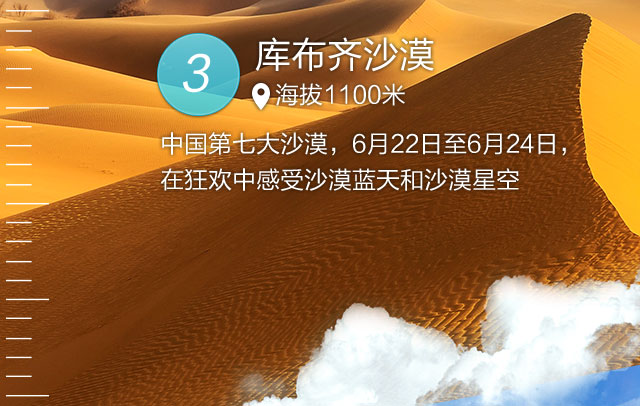 3
库布齐沙漠
海拔1100米
中国第七大沙漠，6月22日至6月24日，
在狂欢中感受沙漠蓝天和沙漠星空